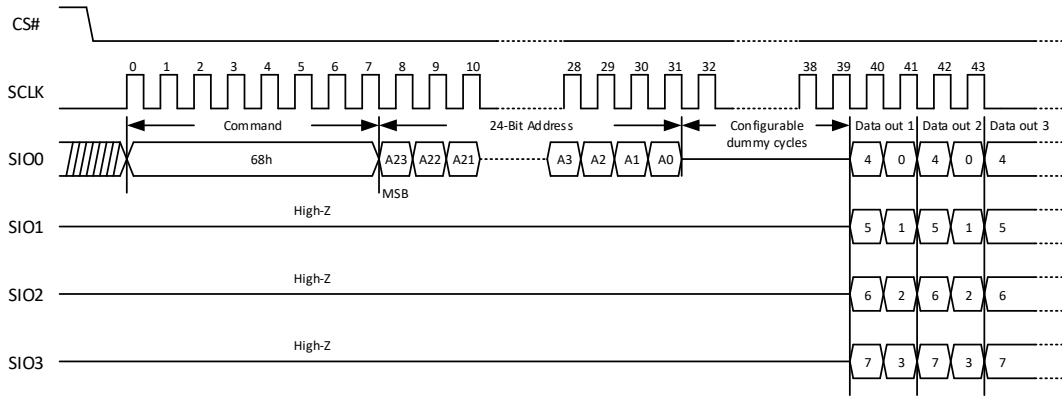 CS#
0 1 2 3 4 5 6 7 8 9 10 28 29 30 31 32 38 39 40 41 42 43
SCLK
Command 24-Bit Address Configurable dummy cycles Data out 1 Data out 2 Data out 3
SIO0 68h A23 A22 A21 A3 A2 A1 A0 4 0 4 0 4
MSB
High-Z
SIO1 5 1 5 1 5
High-Z
SIO2 6 2 6 2 6
High-Z
SIO3 7 3 7 3 7